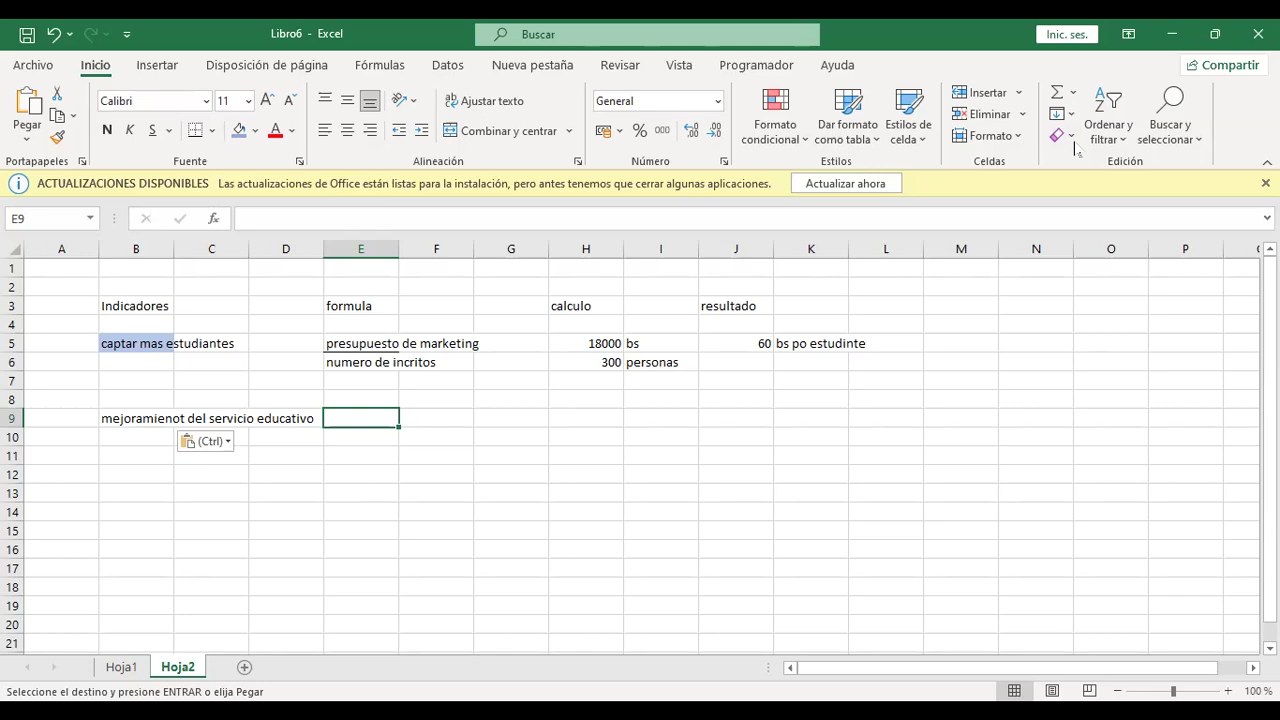 Libro6 - Excel
Buscar
Inic. ses.
Archivo Inicio Insertar Disposición de página Fórmulas Datos Nueva pestaña Revisar Vista Programador Ayuda
Compartir
Pegar
Calibri 11
N K S
Ajustar texto
Combinar y centrar
General
% 000
Formato condicional
Dar formato como tabla
Estilos de celda
Insertar
Eliminar
Formato
Ordenar y filtrar
Buscar y seleccionar
Portapapeles Fuente Alineación Número Estilos Celdas Edición
ACTUALIZACIONES DISPONIBLES Las actualizaciones de Office están listas para la instalación, pero antes tenemos que cerrar algunas aplicaciones. Actualizar ahora
E9 fx
A B C D E F G H I J K L M N O P
1
2
3 Indicadores formula calculo resultado
4
5 captar mas estudiantes presupuesto de marketing 18000 bs 60 bs po estudinte
6 numero de incritos 300 personas
7
8
9 mejoramienot del servicio educativo
10 (Ctrl)
11
12
13
14
15
16
17
18
19
20
21
Hoja1 Hoja2
Seleccione el destino y presione ENTRAR o elija Pegar 100 %